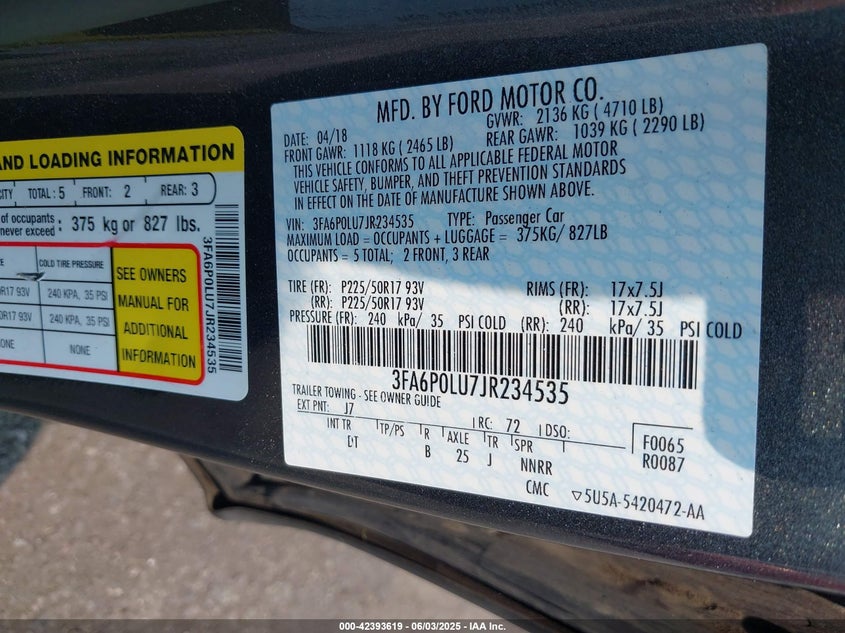 AND LOADING INFORMATION
CITY TOTAL: 5 FRONT: 2 REAR: 3
of occupants
never exceed : 375 kg or 827 lbs.
COLD TIRE PRESSURE
0R17 93V 240 KPA, 35 PSI
0R17 93V 240 KPA, 35 PSI
ONE NONE
SEE OWNERS
MANUAL FOR
ADDITIONAL
INFORMATION
3FA6P0LU7JR234535
MFD. BY FORD MOTOR CO.
DATE: 04/18 GVWR: 2136 KG ( 4710 LB)
FRONT GAWR: 1118 KG ( 2465 LB) REAR GAWR: 1039 KG ( 2290 LB)
THIS VEHICLE CONFORMS TO ALL APPLICABLE FEDERAL MOTOR
VEHICLE SAFETY, BUMPER, AND THEFT PREVENTION STANDARDS
IN EFFECT ON THE DATE OF MANUFACTURE SHOWN ABOVE.
VIN: 3FA6P0LU7JR234535 TYPE: Passenger Car
MAXIMUM LOAD = OCCUPANTS + LUGGAGE = 375KG/ 827LB
OCCUPANTS = 5 TOTAL; 2 FRONT, 3 REAR
TIRE (FR): P225/50R17 93V RIMS (FR): 17x7.5J
(RR): P225/50R17 93V (RR): 17x7.5J
PRESSURE (FR): 240 kPa/ 35 PSI COLD (RR): 240 kPa/ 35 PSI COLD
3FA6P0LU7JR234535
TRAILER TOWING - SEE OWNER GUIDE
EXT PNT: J7 RC: 72 DSO: F0065
INT TR TP/PS R AXLE TR SPR R0087
DT B 25 J NNRR
CMC ▽5U5A-5420472-AA
000-42393619 - 06/03/2025 - IAA Inc.